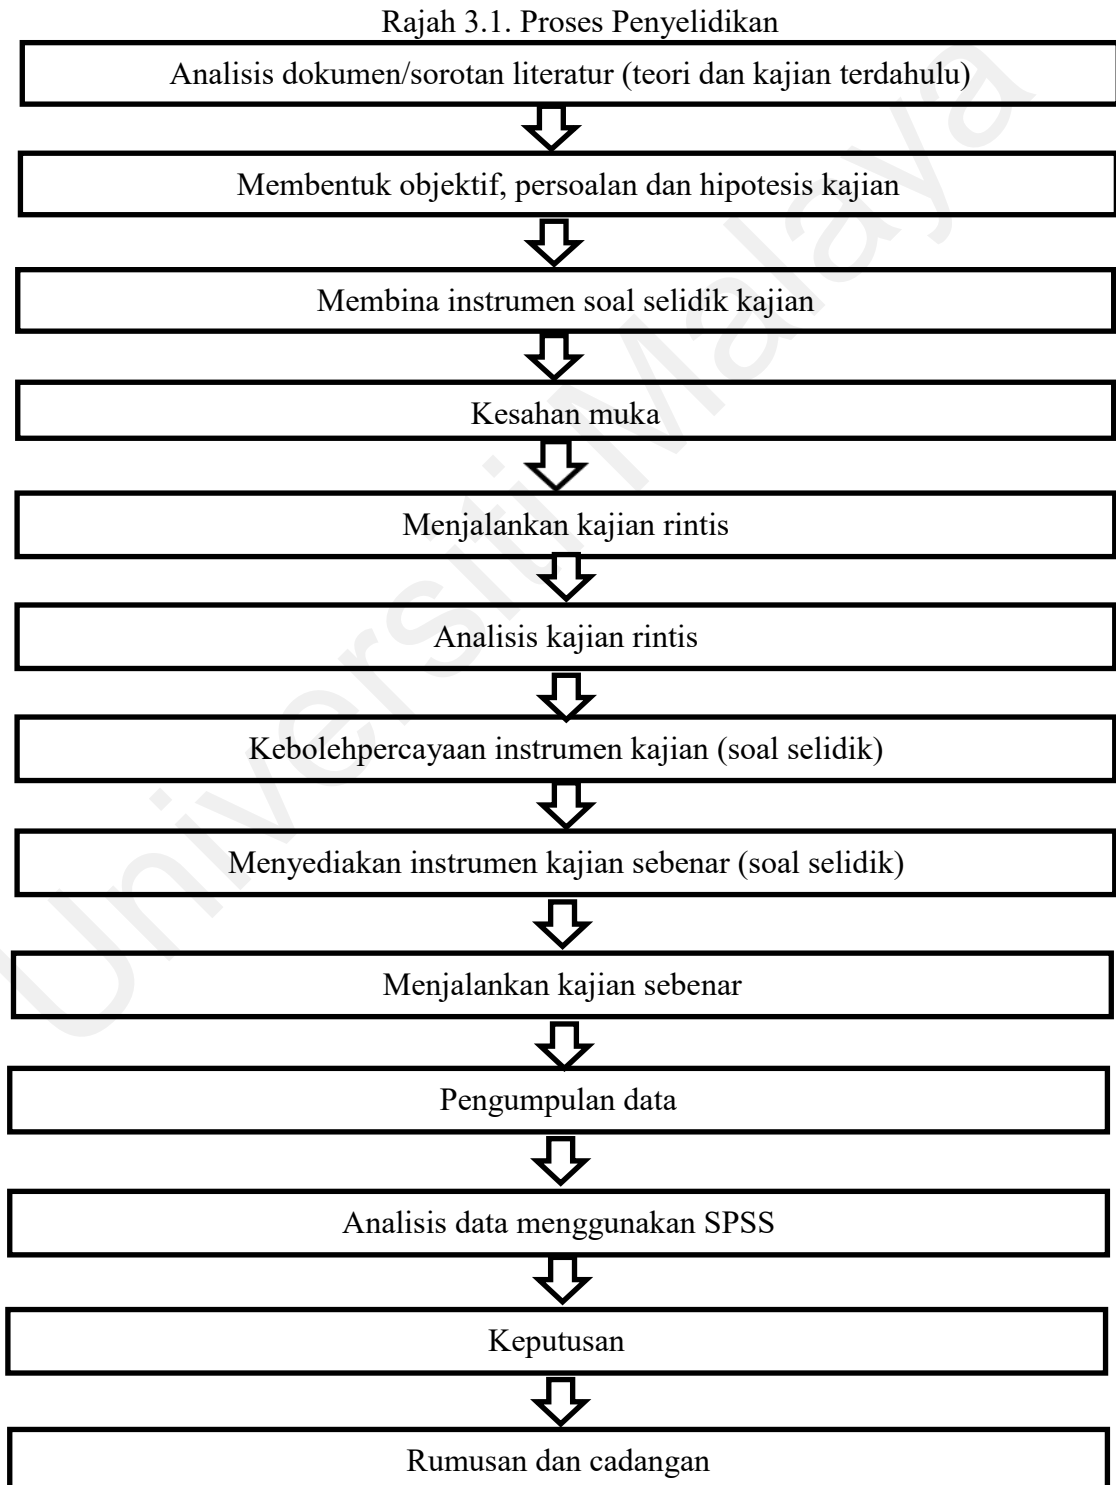 Rajah 3.1. Proses Penyelidikan
Analisis dokumen/sorotan literatur (teori dan kajian terdahulu)
Membentuk objektif, persoalan dan hipotesis kajian
Membina instrumen soal selidik kajian
Kesahan muka
Menjalankan kajian rintis
Analisis kajian rintis
Kebolehpercayaan instrumen kajian (soal selidik)
Menyediakan instrumen kajian sebenar (soal selidik)
Menjalankan kajian sebenar
Pengumpulan data
Analisis data menggunakan SPSS
Keputusan
Rumusan dan cadangan
Universiti Malaya